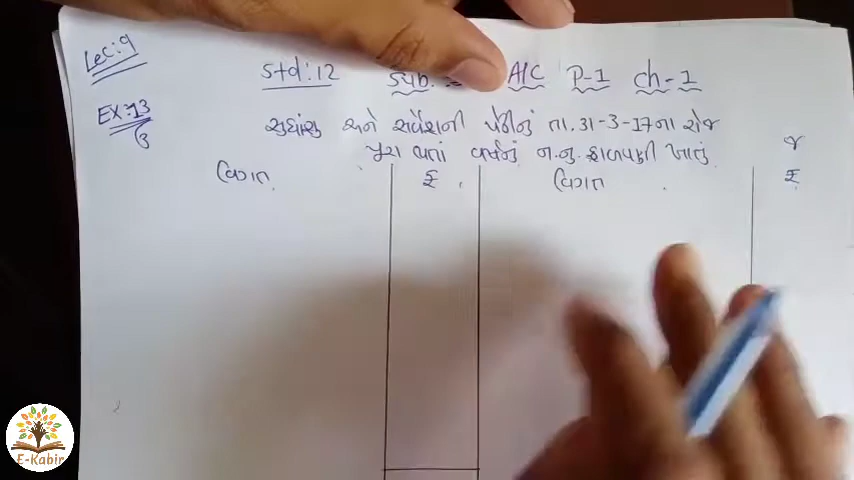 Lec:9
Std:12 Sub. A/C P-1 ch-1
EX:13
સુધાંશુ અને સર્વેશની પેઢીનું તા. 31-3-17ના રોજ
પુરા થતાં વર્ષનું ન.નુ. ફાળવણી ખાતું જ
વિગત ₹ વિગત ₹
E-Kabir